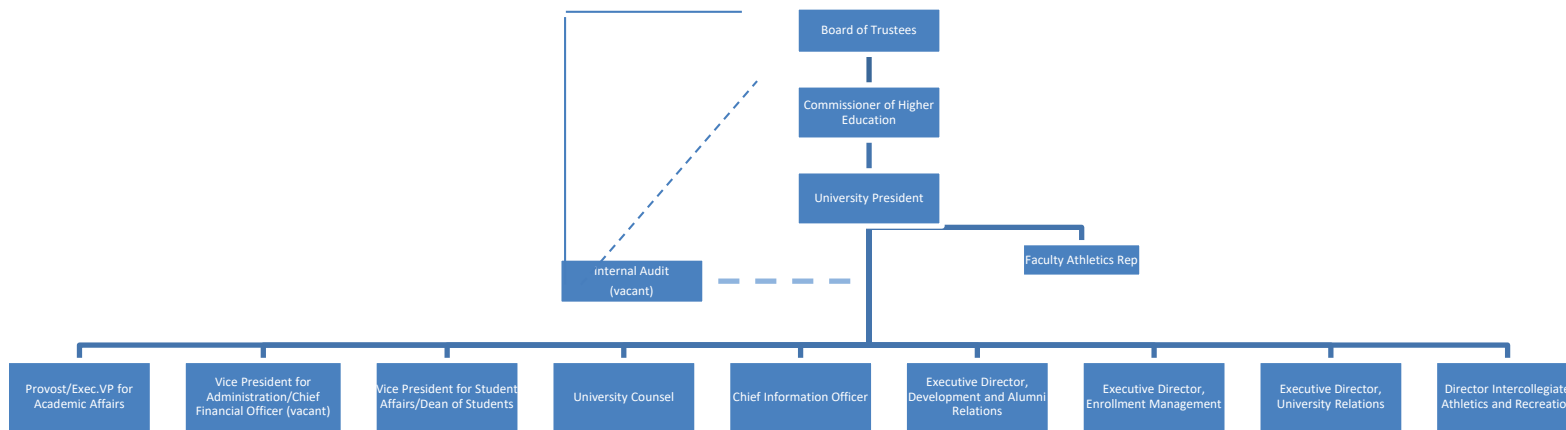 Board of Trustees
Commissioner of Higher
Education
University President
Faculty Athletics Rep
Internal Audit
(vacant)
Provost/Exec.VP for
Academic Affairs
Vice President for
Administration/Chief
Financial Officer (vacant)
Vice President for Student
Affairs/Dean of Students
University Counsel
Chief Information Officer
Executive Director,
Development and Alumni
Relations
Executive Director,
Enrollment Management
Executive Director,
University Relations
Director Intercollegiate
Athletics and Recreation